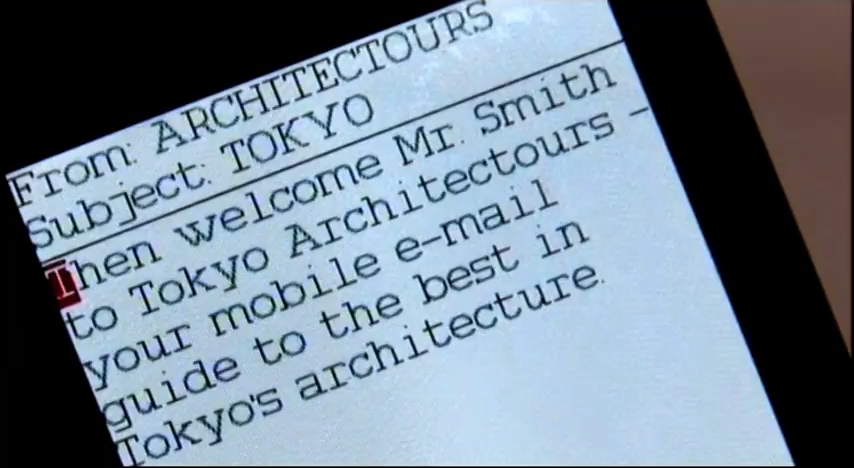 From: ARCHITECTOURS
Subject: TOKYO
Then welcome Mr. Smith
to Tokyo Architectours -
your mobile e-mail
guide to the best in
Tokyo's architecture.